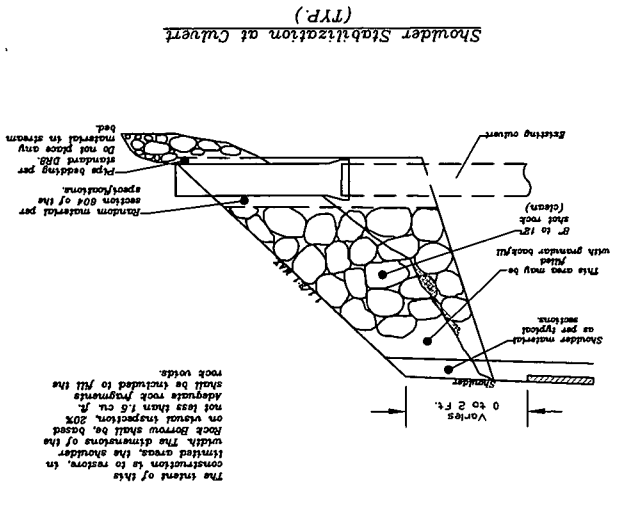 The intent of this
construction is to restore, in
limited areas, the shoulder
width. The dimensions of the
Rock Borrow shall be, based
on visual inspection, 20%
not less than 1.5 cu. ft.
Adequate rock fragments
shall be included to fill the
rock voids.
Varies
0 to 2 Ft.
Shoulder
Shoulder material
as per typical
sections.
This area may be
filled
with granular backfill
8" to 12"
shot rock
(clean)
Existing culvert
MAX
Random material per
section 604 of the
specifications.
Pipe bedding per
standard DR8.
Do not place any
material in stream
bed.
Shoulder Stabilization at Culvert
(TYP.)